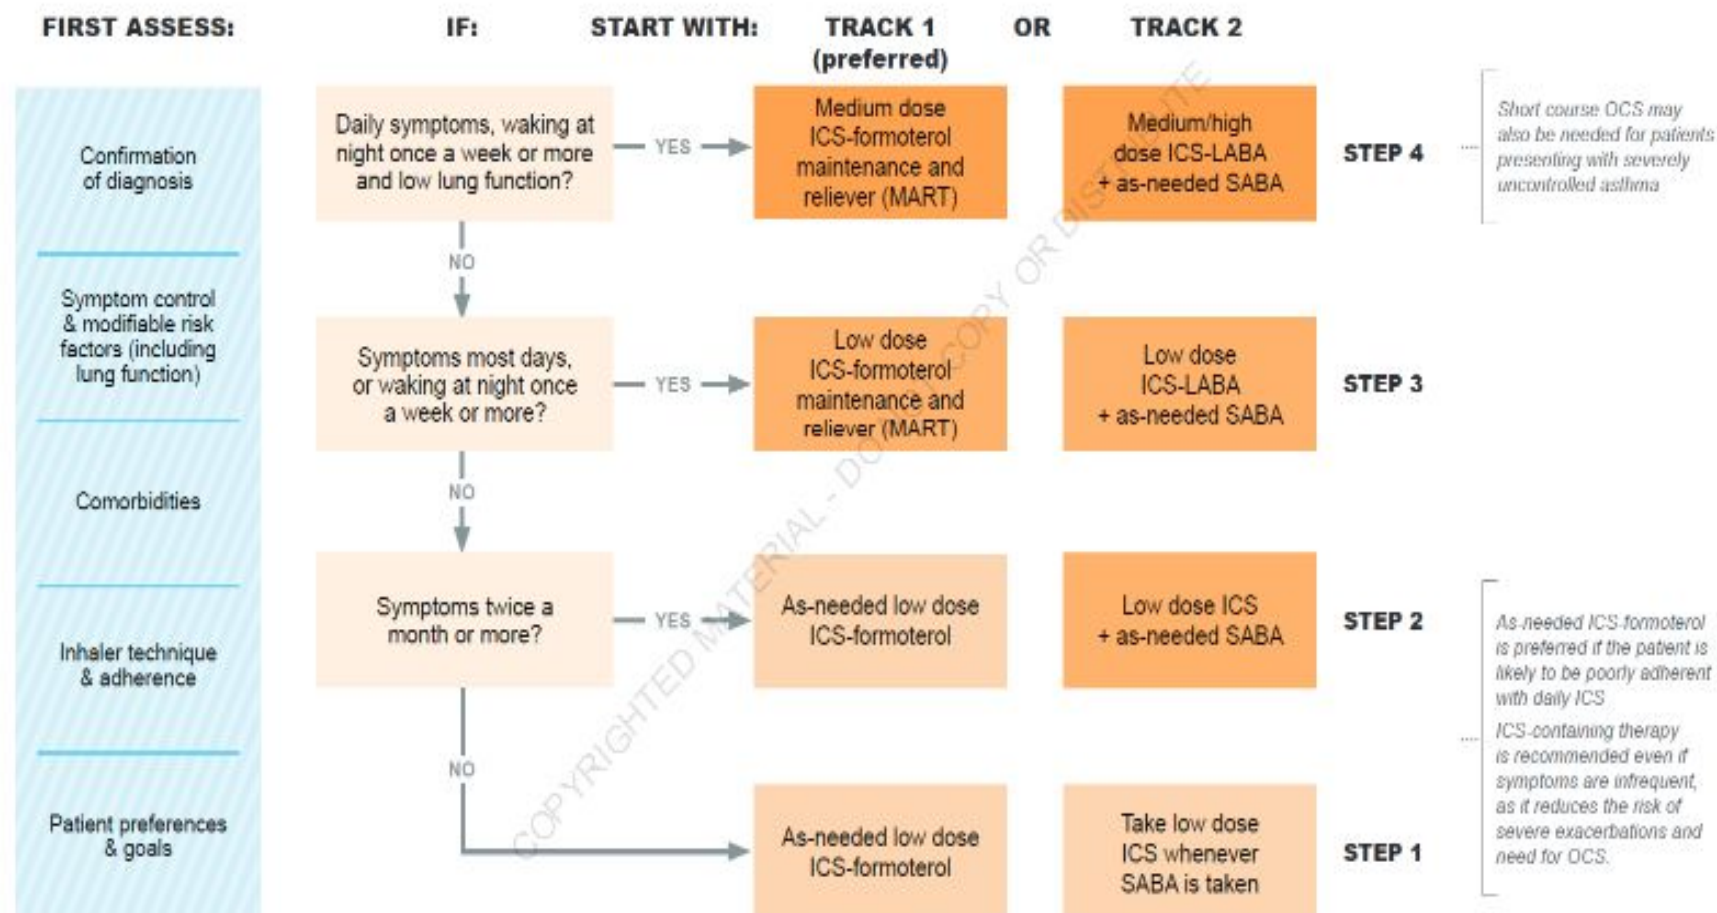 FIRST ASSESS:
IF:
START WITH:
TRACK 1
(preferred)
OR
TRACK 2
Confirmation
of diagnosis
Symptom control
& modifiable risk
factors (including
lung function)
Comorbidities
Inhaler technique
& adherence
Patient preferences
& goals
Daily symptoms, waking at
night once a week or more
and low lung function?
YES
Medium dose
ICS-formoterol
maintenance and
reliever (MART)
Medium/high
dose ICS-LABA
+ as-needed SABA
STEP 4
Short course OCS may
also be needed for patients
presenting with severely
uncontrolled asthma
NO
Symptoms most days,
or waking at night once
a week or more?
YES
Low dose
ICS-formoterol
maintenance and
reliever (MART)
Low dose
ICS-LABA
+ as-needed SABA
STEP 3
NO
Symptoms twice a
month or more?
YES
As-needed low dose
ICS-formoterol
Low dose ICS
+ as-needed SABA
STEP 2
As-needed ICS-formoterol
is preferred if the patient is
likely to be poorly adherent
with daily ICS
ICS-containing therapy
is recommended even if
symptoms are infrequent,
as it reduces the risk of
severe exacerbations and
need for OCS.
NO
As-needed low dose
ICS-formoterol
Take low dose
ICS whenever
SABA is taken
STEP 1
COPYRIGHTED MATERIAL - DO NOT COPY OR DISTRIBUTE